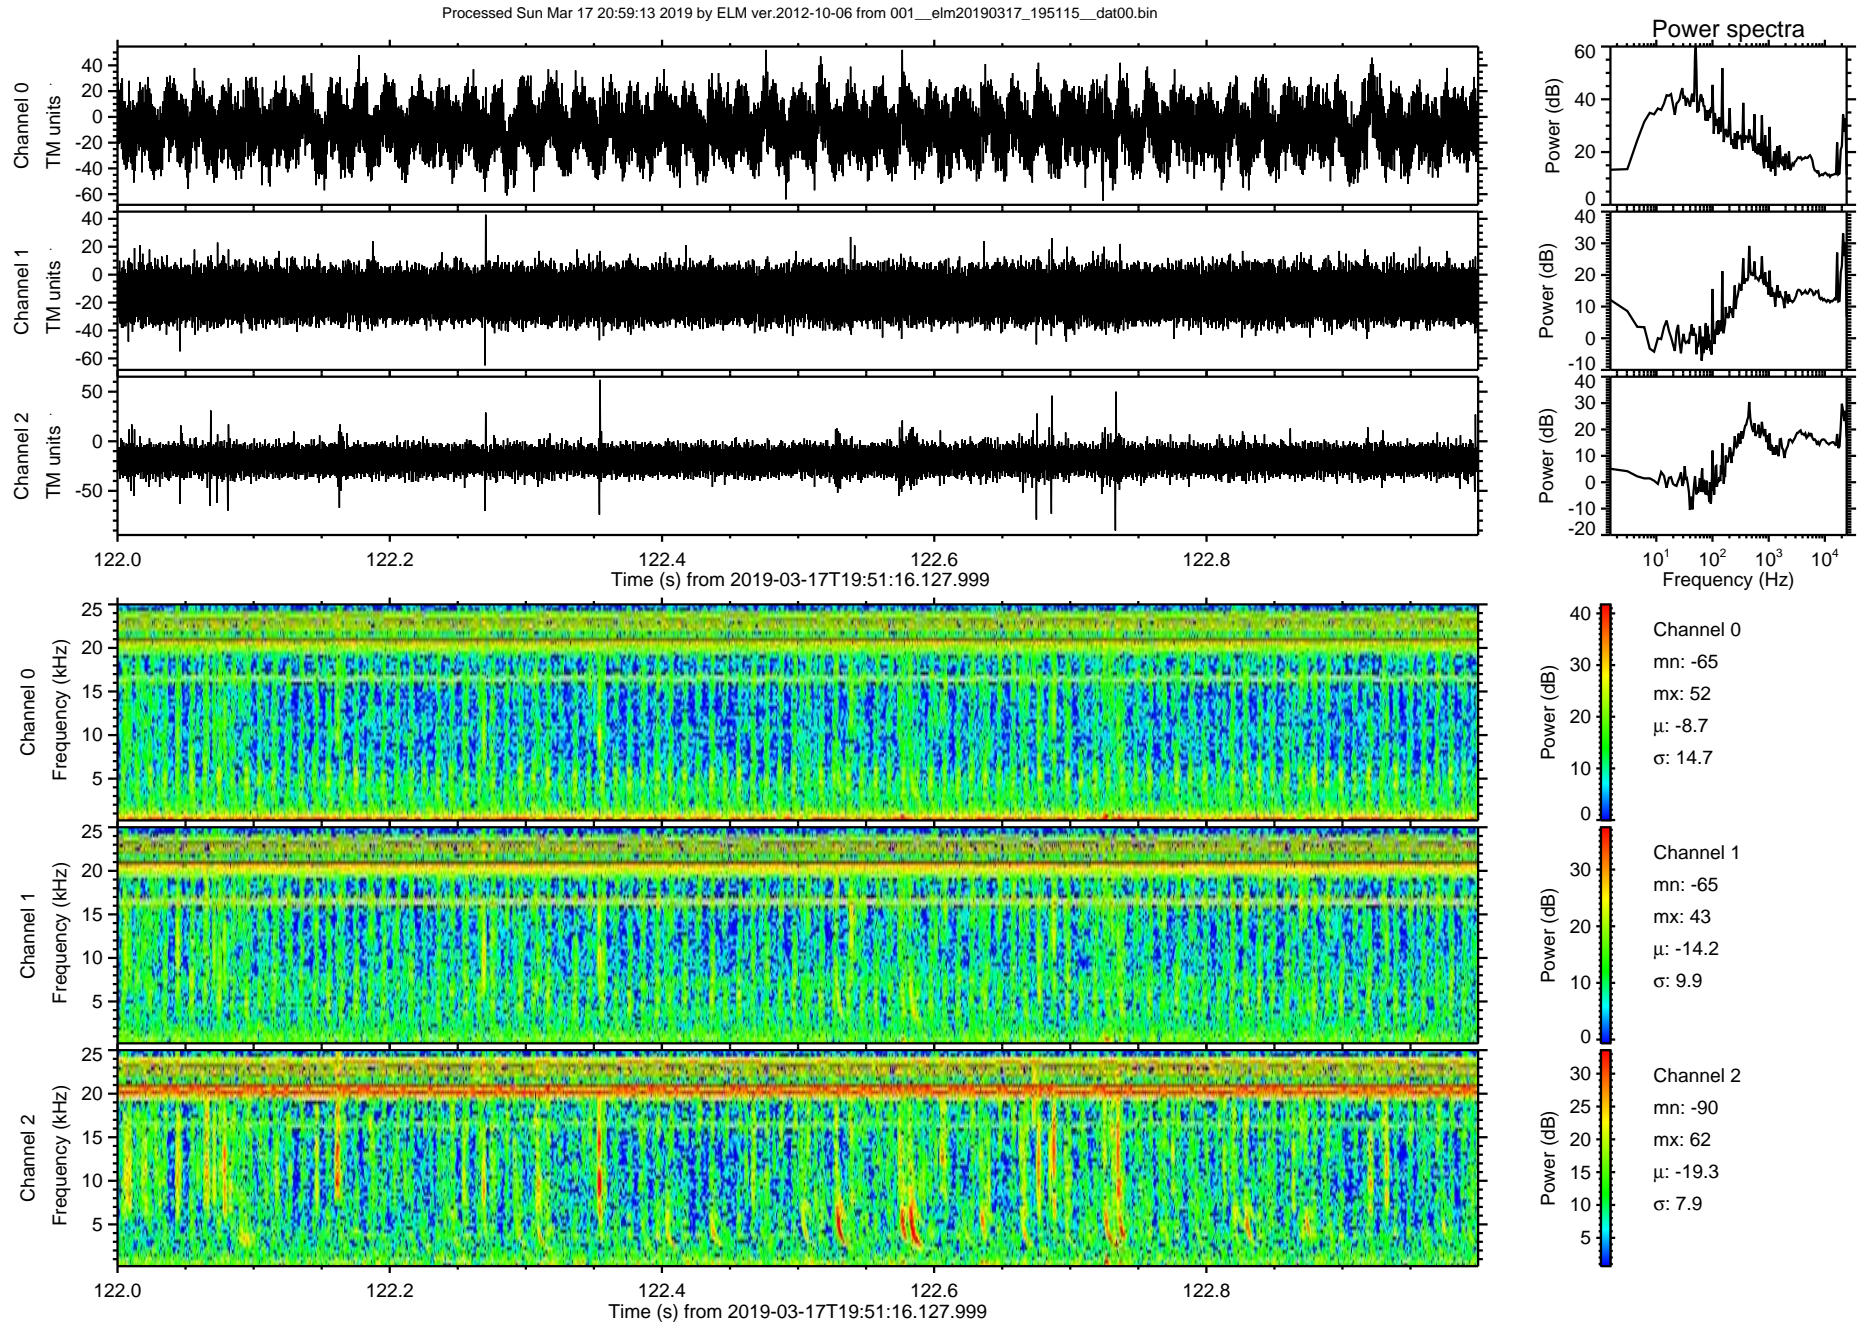 Processed Sun Mar 17 20:59:13 2019 by ELM ver.2012-10-06 from 001__elm20190317_195115__dat00.bin
Power spectra
Channel 0
TM units
40
20
0
-20
-40
-60
Power (dB)
60
40
20
0
Channel 1
TM units
40
20
0
-20
-40
-60
Power (dB)
40
30
20
10
0
-10
Channel 2
TM units
50
0
-50
Power (dB)
40
30
20
10
0
-10
-20
122.0 122.2 122.4 122.6 122.8
Time (s) from 2019-03-17T19:51:16.127.999
10^1 10^2 10^3 10^4
Frequency (Hz)
Channel 0
Frequency (kHz)
25
20
15
10
5
Power (dB)
40
30
20
10
0
Channel 0
mn: -65
mx: 52
μ: -8.7
σ: 14.7
Channel 1
Frequency (kHz)
25
20
15
10
5
Power (dB)
30
20
10
0
Channel 1
mn: -65
mx: 43
μ: -14.2
σ: 9.9
Channel 2
Frequency (kHz)
25
20
15
10
5
Power (dB)
30
25
20
15
10
5
Channel 2
mn: -90
mx: 62
μ: -19.3
σ: 7.9
122.0 122.2 122.4 122.6 122.8
Time (s) from 2019-03-17T19:51:16.127.999